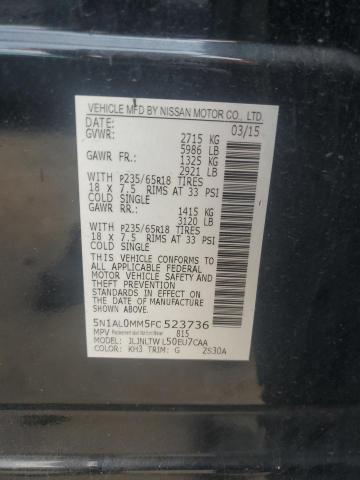 VEHICLE MFD BY NISSAN MOTOR CO., LTD.
DATE: 03/15
GVWR: 2715 KG
5986 LB
GAWR FR: 1325 KG
2921 LB
WITH P235/65R18 TIRES
18 X 7.5 RIMS AT 33 PSI
COLD SINGLE
GAWR RR: 1415 KG
3120 LB
WITH P235/65R18 TIRES
18 X 7.5 RIMS AT 33 PSI
COLD SINGLE
THIS VEHICLE CONFORMS TO
ALL APPLICABLE FEDERAL
MOTOR VEHICLE SAFETY AND
THEFT PREVENTION STANDARDS
IN EFFECT ON THE DATE OF
MANUFACTURE SHOWN ABOVE.
5N1AL0MM5FC523736
MPV 815
JLJNLTW L50EU7CAA
COLOR: KH3 TRIM: G ZS30A